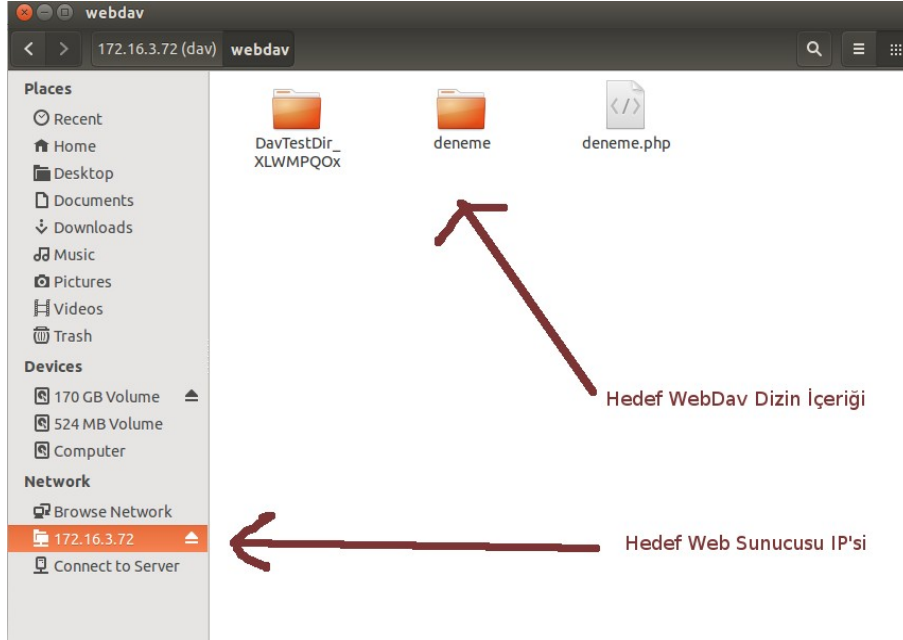 webdav
172.16.3.72 (dav) webdav
Places
Recent
Home
Desktop
Documents
Downloads
Music
Pictures
Videos
Trash
Devices
170 GB Volume
524 MB Volume
Computer
Network
Browse Network
172.16.3.72
Connect to Server
DavTestDir_
XLWMPQOx
deneme
deneme.php
Hedef WebDav Dizin İçeriği
Hedef Web Sunucusu IP'si